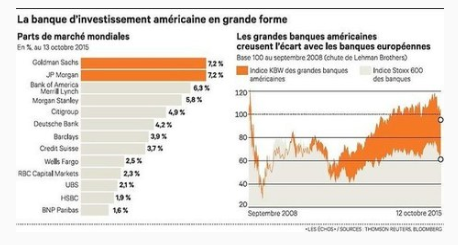 La banque d'investissement américaine en grande forme
Parts de marché mondiales
En %, au 13 octobre 2015
Goldman Sachs 7,2 %
JP Morgan 7,2 %
Bank of America
Merrill Lynch 6,3 %
Morgan Stanley 5,8 %
Citigroup 4,9 %
Deutsche Bank 4,2 %
Barclays 3,9 %
Credit Suisse 3,7 %
Wells Fargo 2,5 %
RBC Capital Markets 2,3 %
UBS 2,1 %
HSBC 1,9 %
BNP Paribas 1,6 %
Les grandes banques américaines
creusent l'écart avec les banques européennes
Base 100 au septembre 2008 (chute de Lehman Brothers)
Indice KBW des grandes banques
américaines
Indice Stoxx 600
des banques
120
100
80
60
40
20
Septembre 2008 12 octobre 2015
«LES ÉCHOS» / SOURCES THOMSON REUTERS, BLOOMBERG